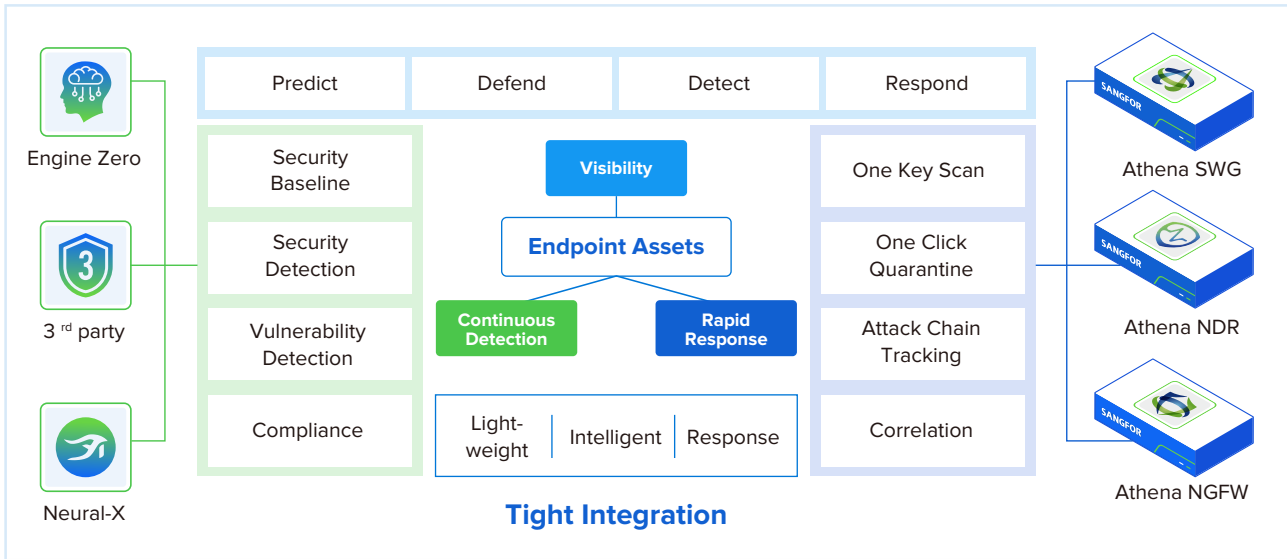 Predict
Defend
Detect
Respond
Engine Zero
3
3 rd party
Neural-X
Security
Baseline
Security
Detection
Vulnerability
Detection
Compliance
Visibility
Endpoint Assets
Continuous
Detection
Rapid
Response
Light-
weight
Intelligent
Response
One Key Scan
One Click
Quarantine
Attack Chain
Tracking
Correlation
SANGFOR
Athena SWG
SANGFOR
Athena NDR
SANGFOR
Athena NGFW
Tight Integration